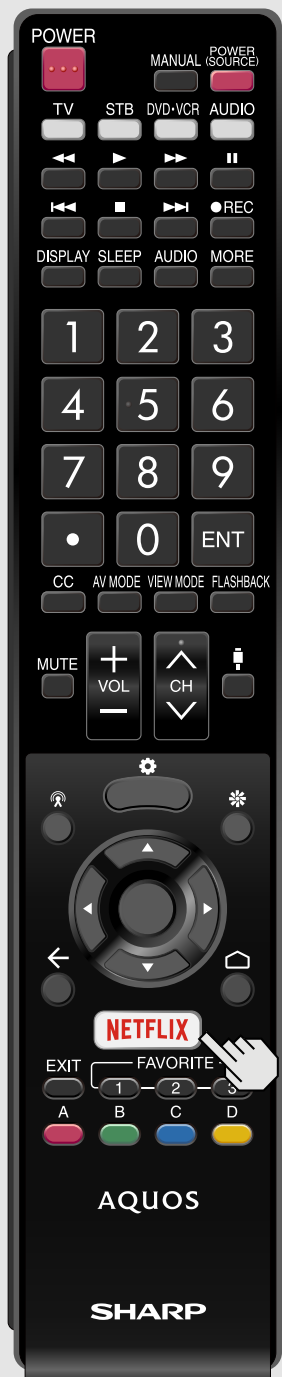 POWER
MANUAL POWER (SOURCE)
TV STB DVD•VCR AUDIO
●REC
DISPLAY SLEEP AUDIO MORE
1 2 3
4 5 6
7 8 9
• 0 ENT
CC AV MODE VIEW MODE FLASHBACK
MUTE + VOL — CH
NETFLIX
EXIT FAVORITE
1 2 3
A B C D
AQUOS
SHARP